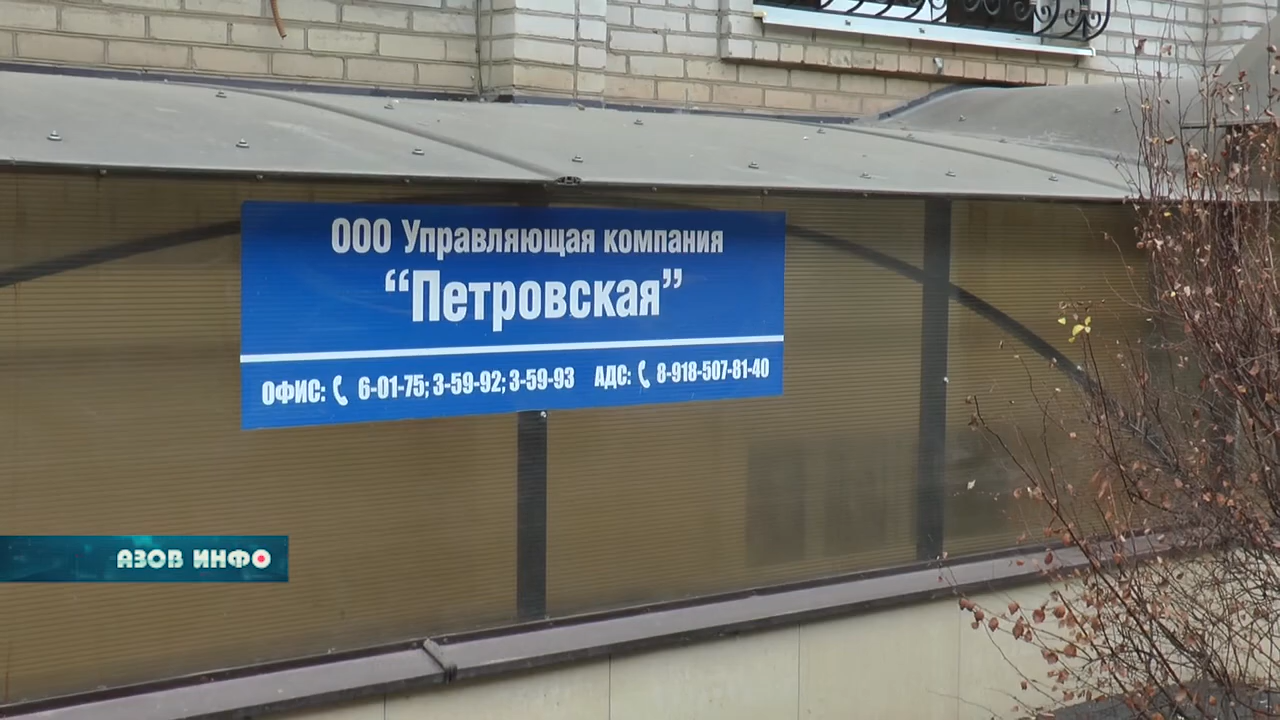 ООО Управляющая компания
“Петровская”
ОФИС: 6-01-75; 3-59-92; 3-59-93 АДС: 8-918-507-81-40
АЗОВ ИНФО